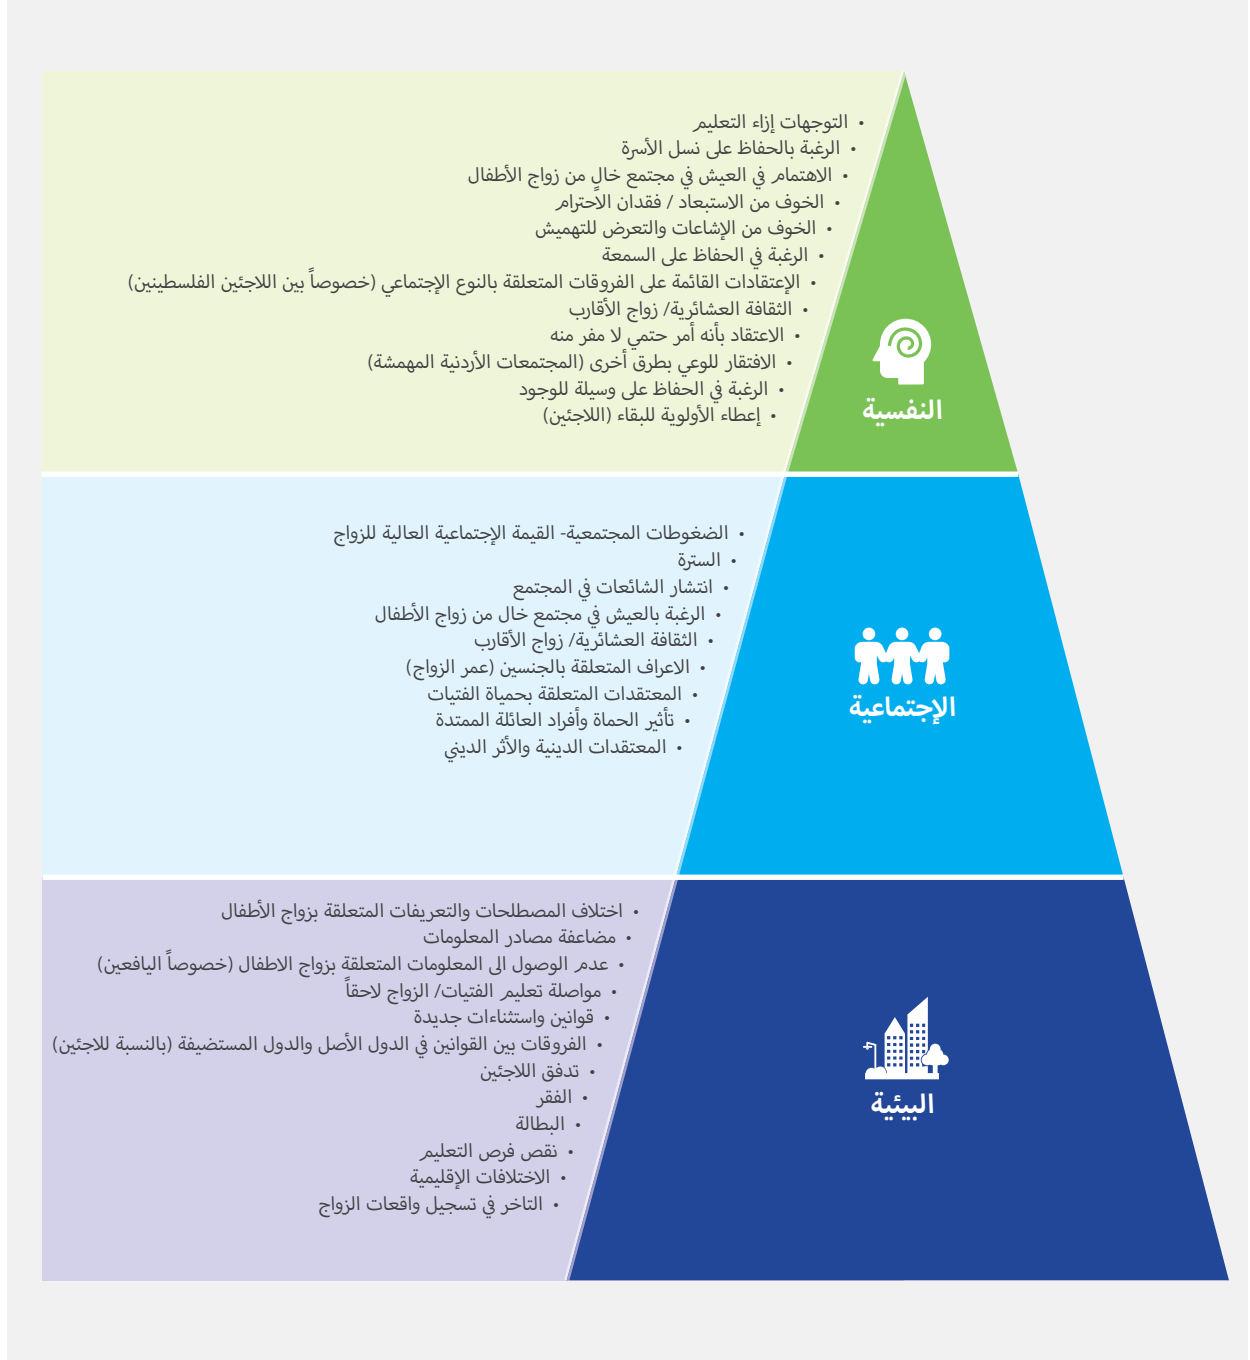 • التوجهات إزاء التعليم
• الرغبة بالحفاظ على نسل الأسرة
• الاهتمام في العيش في مجتمع خالٍ من زواج الأطفال
• الخوف من الاستبعاد / فقدان الاحترام
• الخوف من الإشاعات والتعرض للتهميش
• الرغبة في الحفاظ على السمعة
• الإعتقادات القائمة على الفروقات المتعلقة بالنوع الإجتماعي (خصوصاً بين اللاجئين الفلسطينين)
• الثقافة العشائرية/ زواج الأقارب
• الاعتقاد بأنه أمر حتمي لا مفر منه
• الافتقار للوعي بطرق أخرى (المجتمعات الأردنية المهمشة)
• الرغبة في الحفاظ على وسيلة للوجود
• إعطاء الأولوية للبقاء (اللاجئين)
النفسية
• الضغوطات المجتمعية- القيمة الإجتماعية العالية للزواج
• السترة
• انتشار الشائعات في المجتمع
• الرغبة بالعيش في مجتمع خال من زواج الأطفال
• الثقافة العشائرية/ زواج الأقارب
• الاعراف المتعلقة بالجنسين (عمر الزواج)
• المعتقدات المتعلقة بحمياة الفتيات
• تأثير الحماة وأفراد العائلة الممتدة
• المعتقدات الدينية والأثر الديني
الإجتماعية
• اختلاف المصطلحات والتعريفات المتعلقة بزواج الأطفال
• مضاعفة مصادر المعلومات
• عدم الوصول الى المعلومات المتعلقة بزواج الاطفال (خصوصاً اليافعين)
• مواصلة تعليم الفتيات/ الزواج لاحقاً
• قوانين واستثناءات جديدة
• الفروقات بين القوانين في الدول الأصل والدول المستضيفة (بالنسبة للاجئين)
• تدفق اللاجئين
• الفقر
• البطالة
• نقص فرص التعليم
• الاختلافات الإقليمية
• التاخر في تسجيل واقعات الزواج
البيئية